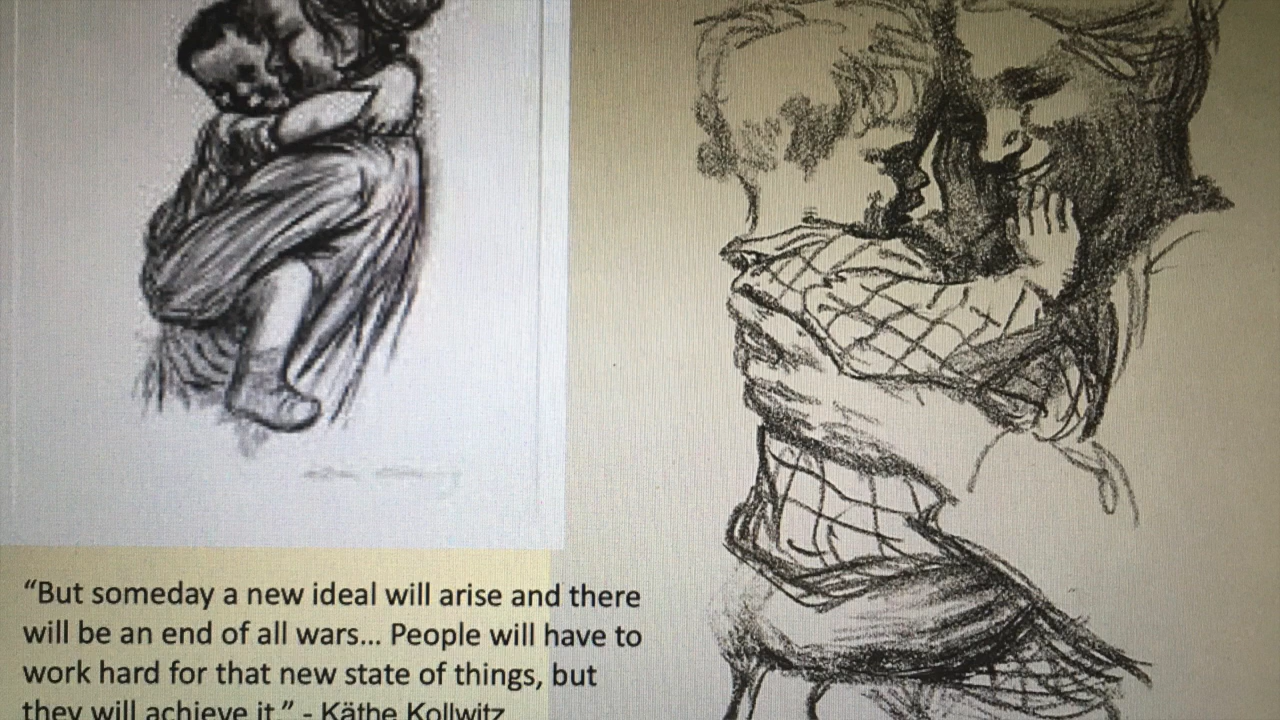 “But someday a new ideal will arise and there
will be an end of all wars... People will have to
work hard for that new state of things, but
they will achieve it.” - Käthe Kollwitz